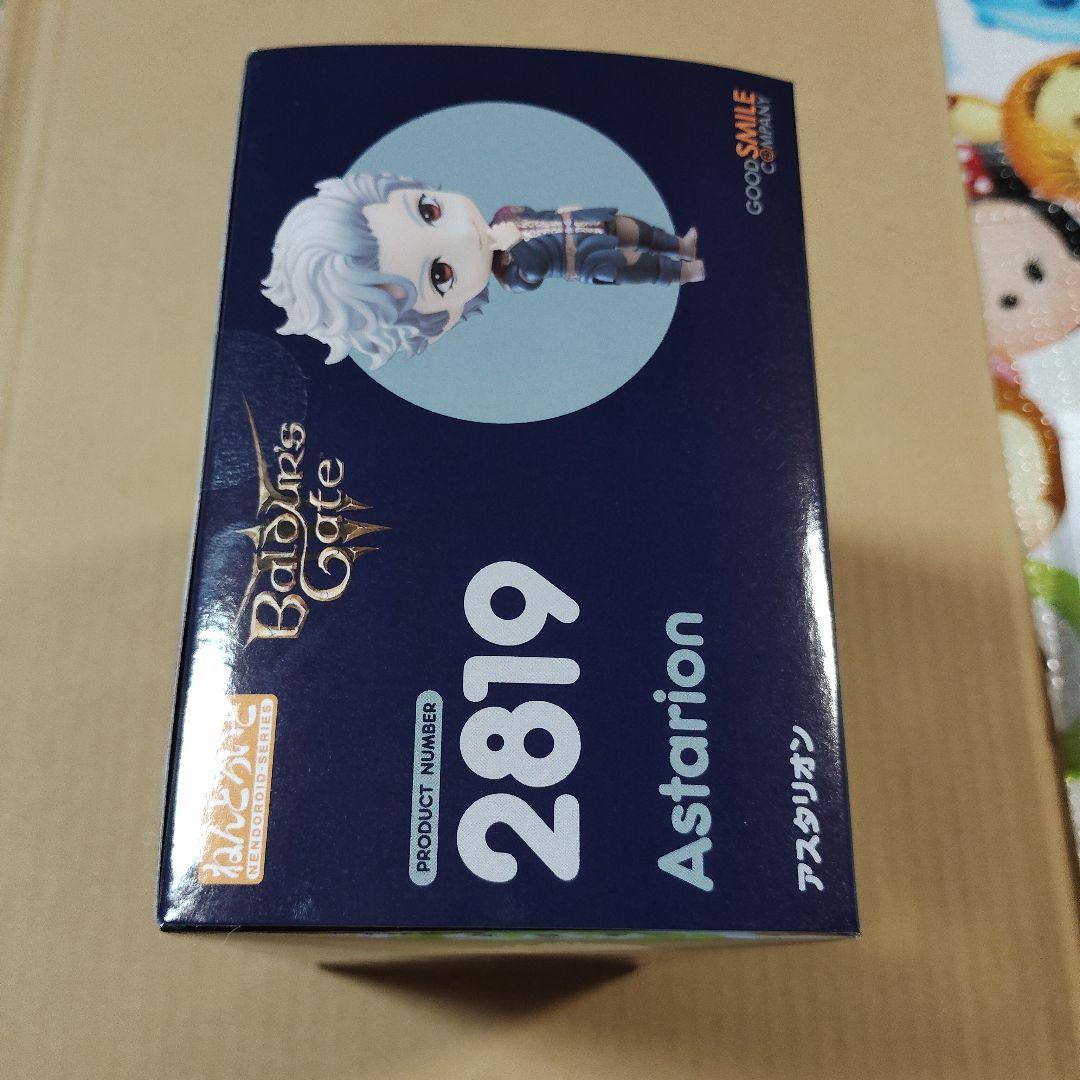 ねんどろいど
NENDOROID-SERIES
Baldur's
Gate
PRODUCT NUMBER
2819
Astarion
アスタリオン
GOOD SMILE
COMPANY